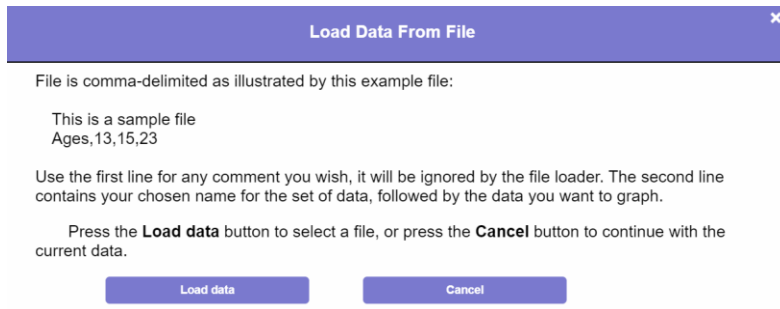 Load Data From File
File is comma-delimited as illustrated by this example file:
This is a sample file
Ages,13,15,23
Use the first line for any comment you wish, it will be ignored by the file loader. The second line
contains your chosen name for the set of data, followed by the data you want to graph.
Press the Load data button to select a file, or press the Cancel button to continue with the
current data.
Load data Cancel